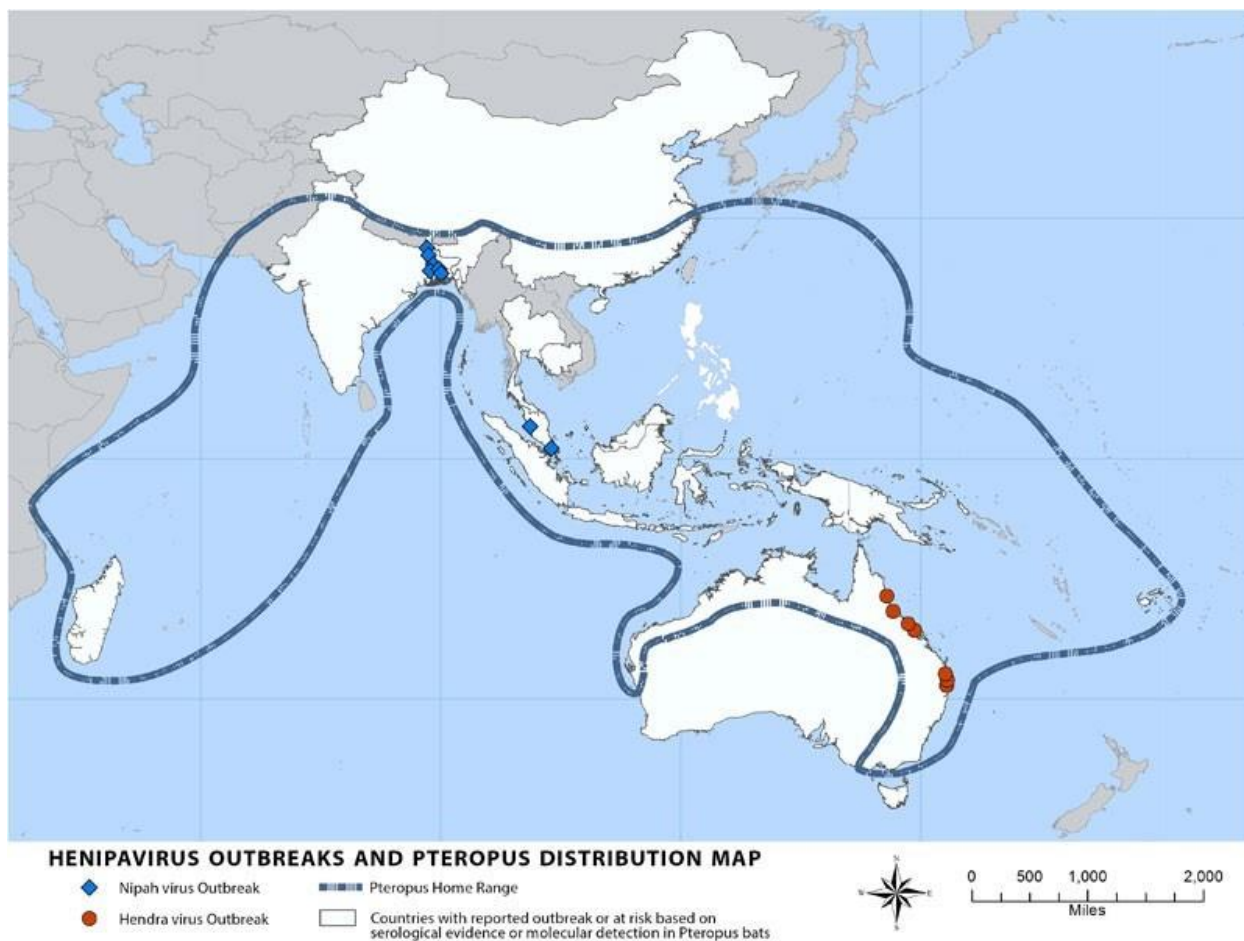 HENIPAVIRUS OUTBREAKS AND PTEROPUS DISTRIBUTION MAP
Nipah virus Outbreak
Pteropus Home Range
Hendra virus Outbreak
Countries with reported outbreak or at risk based on
serological evidence or molecular detection in Pteropus bats
N
W
E
S
0 500 1,000 2,000
Miles